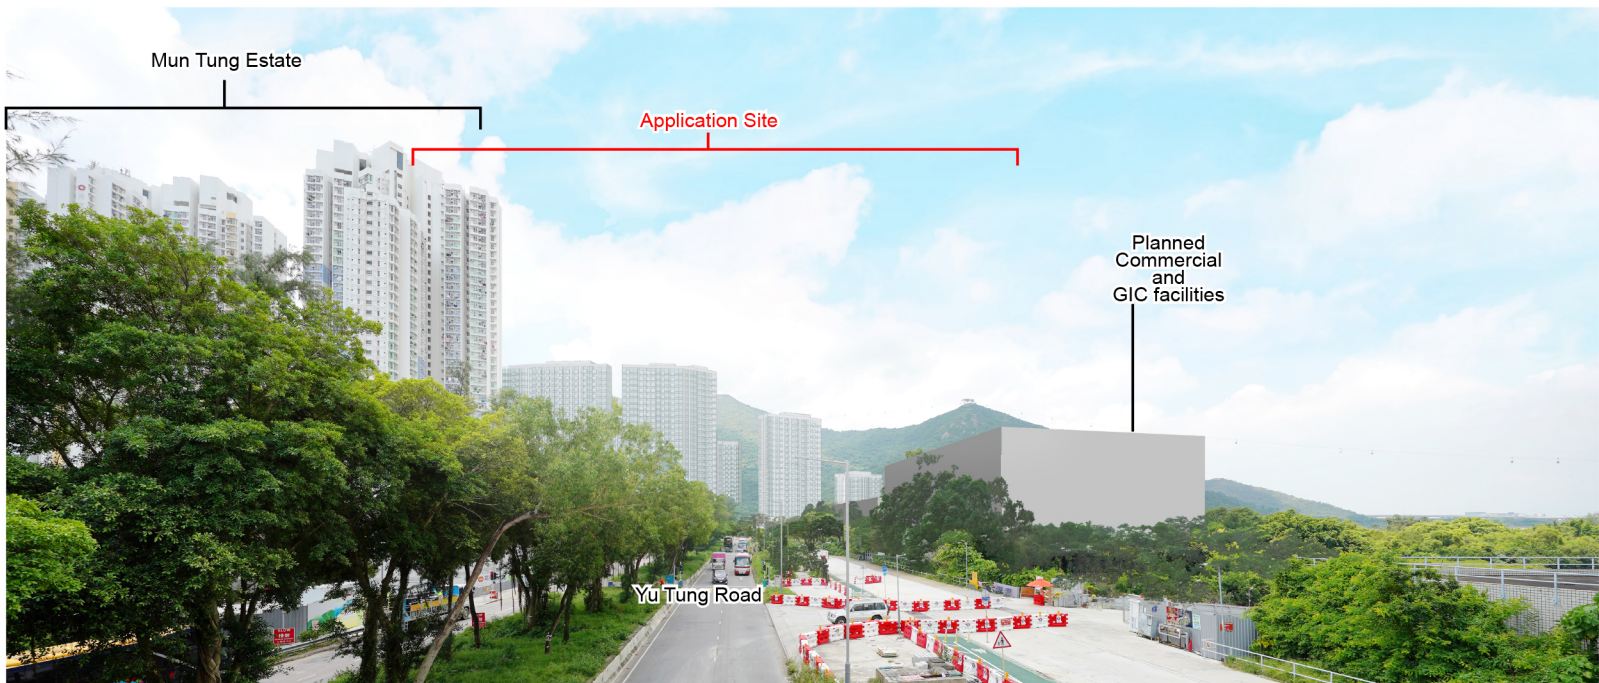 Mun Tung Estate
Application Site
Planned
Commercial
and
GIC facilities
Yu Tung Road